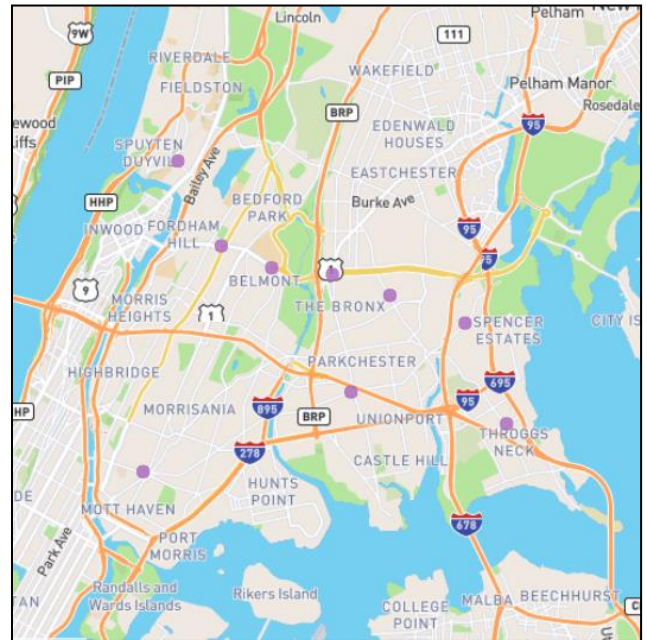 Lincoln
Pelham
New
9W
111
RIVERDALE
PIP
FIELDSTON
WAKEFIELD
Pelham Manor
BRP
Rosedale
ewood
liffs
EDENWALD
HOUSES
95
SPUYTEN
DUYVIL
EASTCHESTER
Bailey Ave
BEDFORD
PARK
Burke Ave
HHP
INWOOD
FORDHAM
HILL
95
95
BELMONT
1
9
MORRIS
HEIGHTS
1
THE BRONX
SPENCER
ESTATES
CITY IS
HIGHBRIDGE
PARKCHESTER
695
HP
MORRISANIA
895
BRP
UNIONPORT
95
THROGGS
NECK
278
CASTLE HILL
DE
MOTT HAVEN
HUNTS
POINT
678
Park Ave
PORT
MORRIS
Randalls and
Wards Islands
Rikers Island
TAN
COLLEGE
POINT
MALBA
BEECHHURST
C
Ut